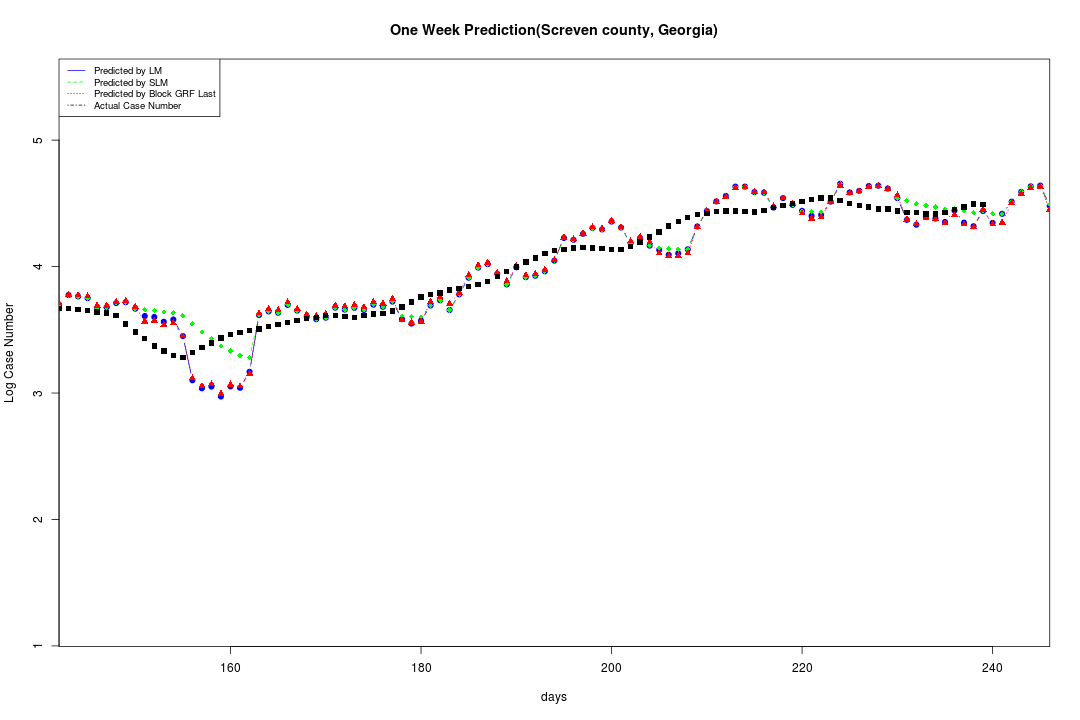 One Week Prediction(Screven county, Georgia)
Predicted by LM
Predicted by SLM
Predicted by Block GRF Last
Actual Case Number
5
4
3
2
1
Log Case Number
160 180 200 220 240
days